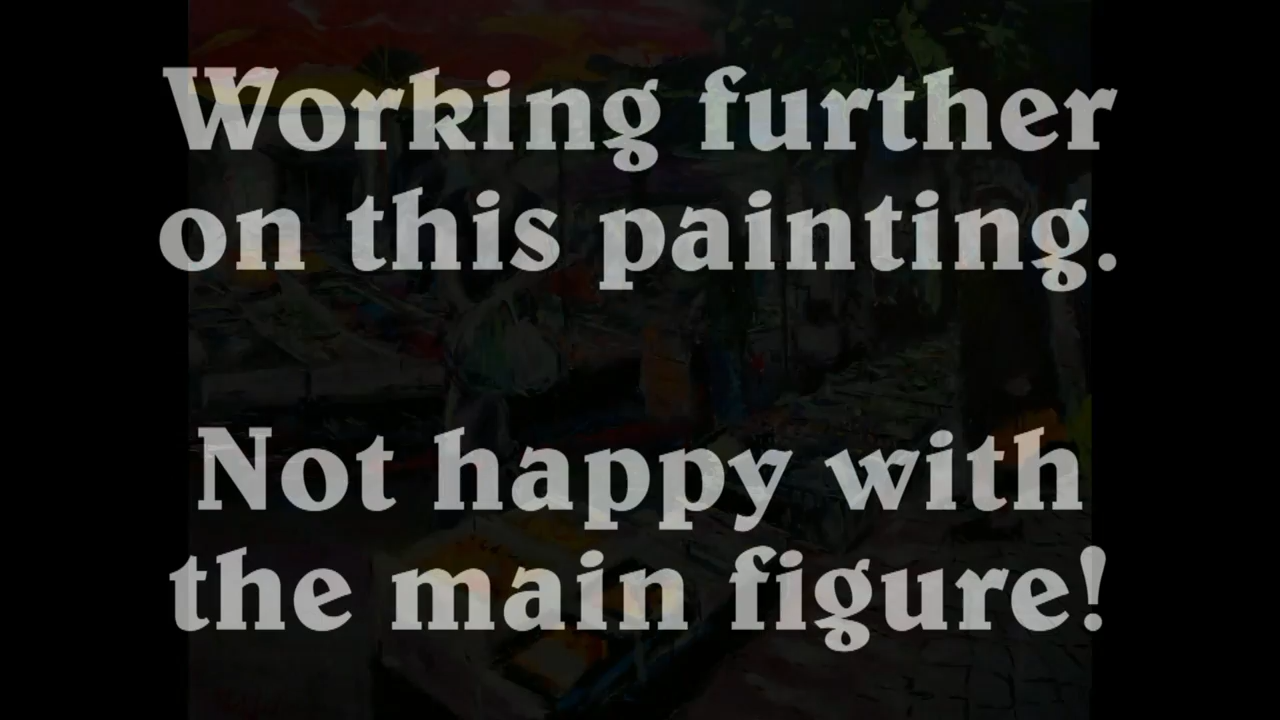 Working further
on this painting.
Not happy with
the main figure!